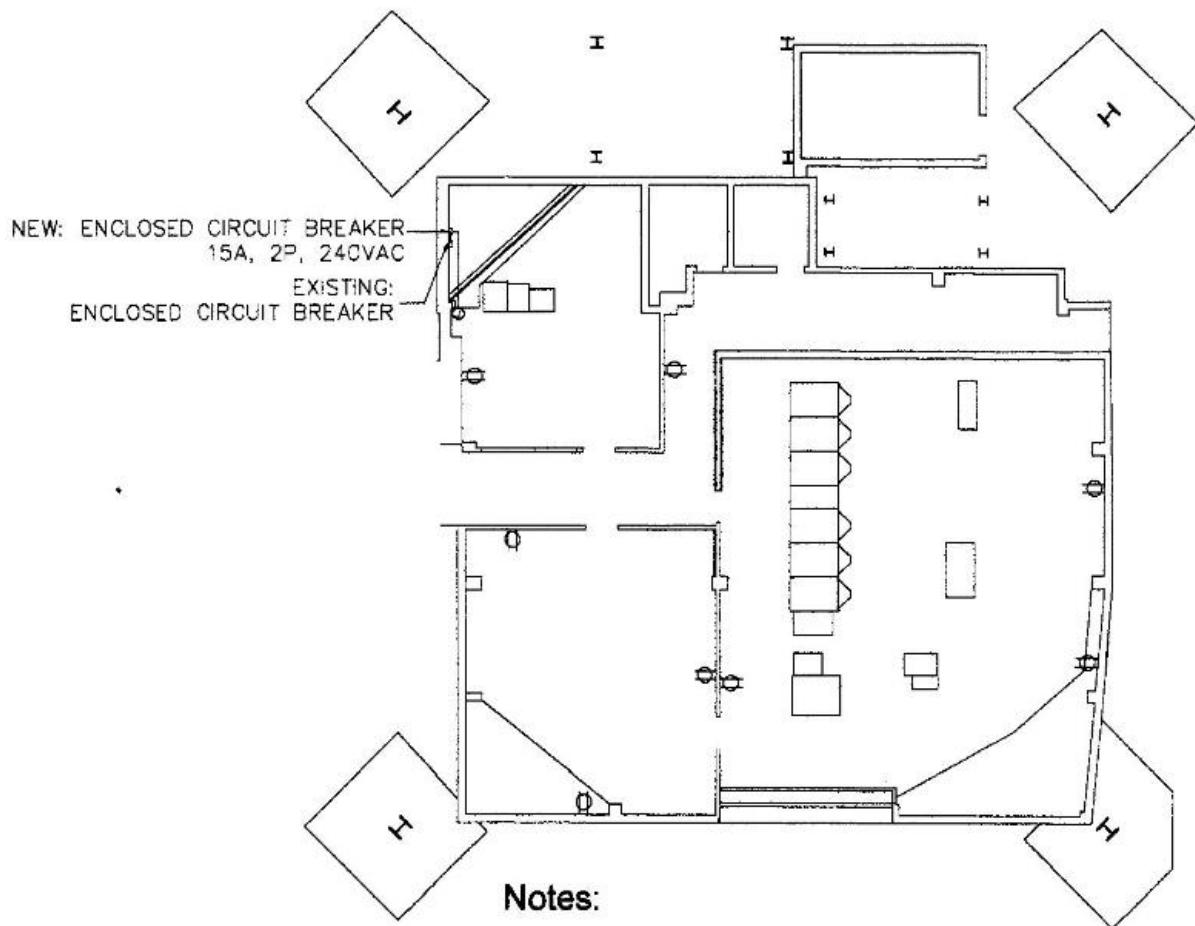 NEW: ENCLOSED CIRCUIT BREAKER
15A, 2P, 240VAC
EXISTING:
ENCLOSED CIRCUIT BREAKER
Notes: